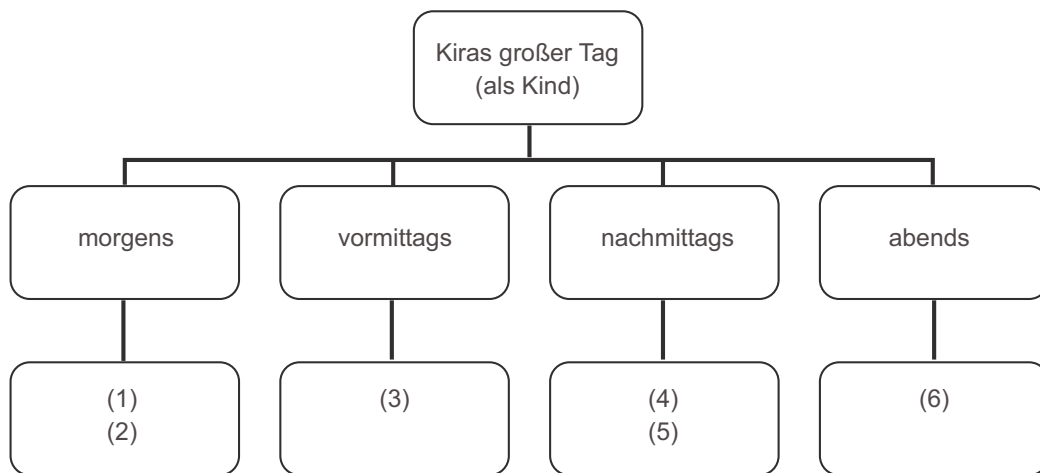 Kiras großer Tag
(als Kind)
morgens
vormittags
nachmittags
abends
(1)
(2)
(3)
(4)
(5)
(6)